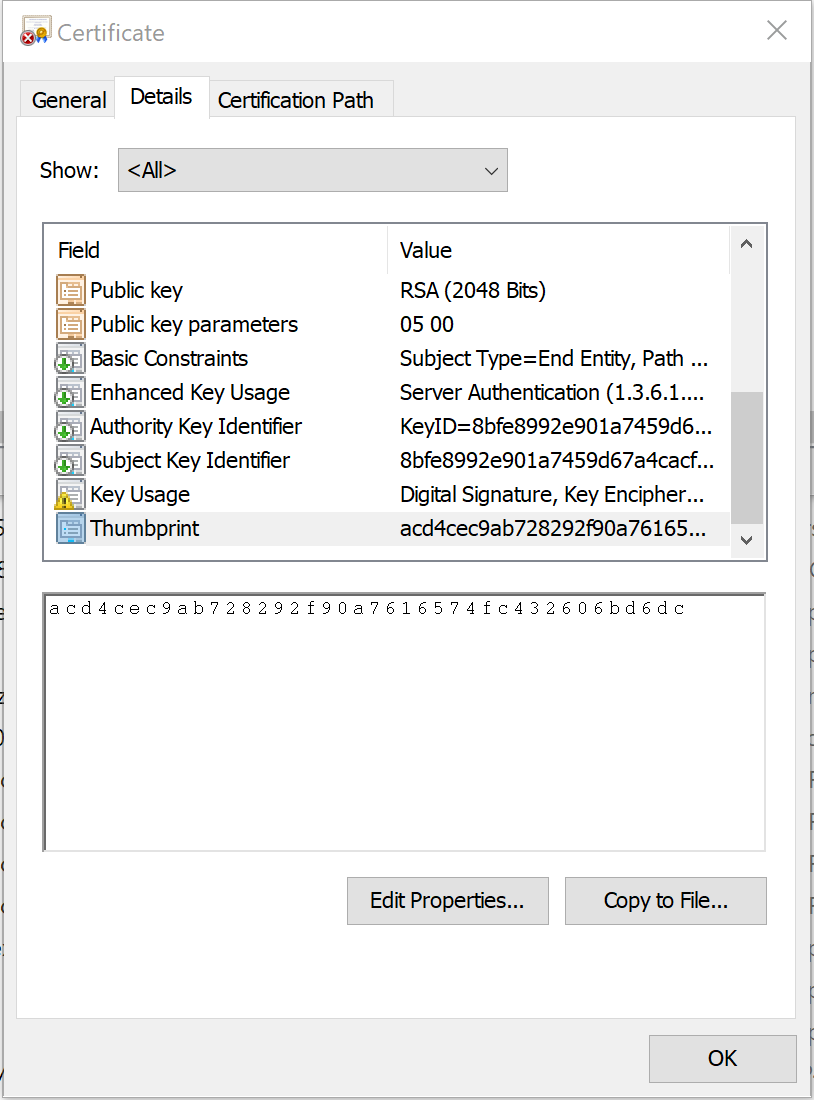 Certificate
General Details Certification Path
Show: <All>
Field Value
Public key RSA (2048 Bits)
Public key parameters 05 00
Basic Constraints Subject Type=End Entity, Path ...
Enhanced Key Usage Server Authentication (1.3.6.1....
Authority Key Identifier KeyID=8bfe8992e901a7459d6...
Subject Key Identifier 8bfe8992e901a7459d67a4cacf...
Key Usage Digital Signature, Key Encipher...
Thumbprint acd4cec9ab728292f90a76165...
acd4cec9ab728292f90a7616574fc432606bd6dc
Edit Properties... Copy to File...
OK